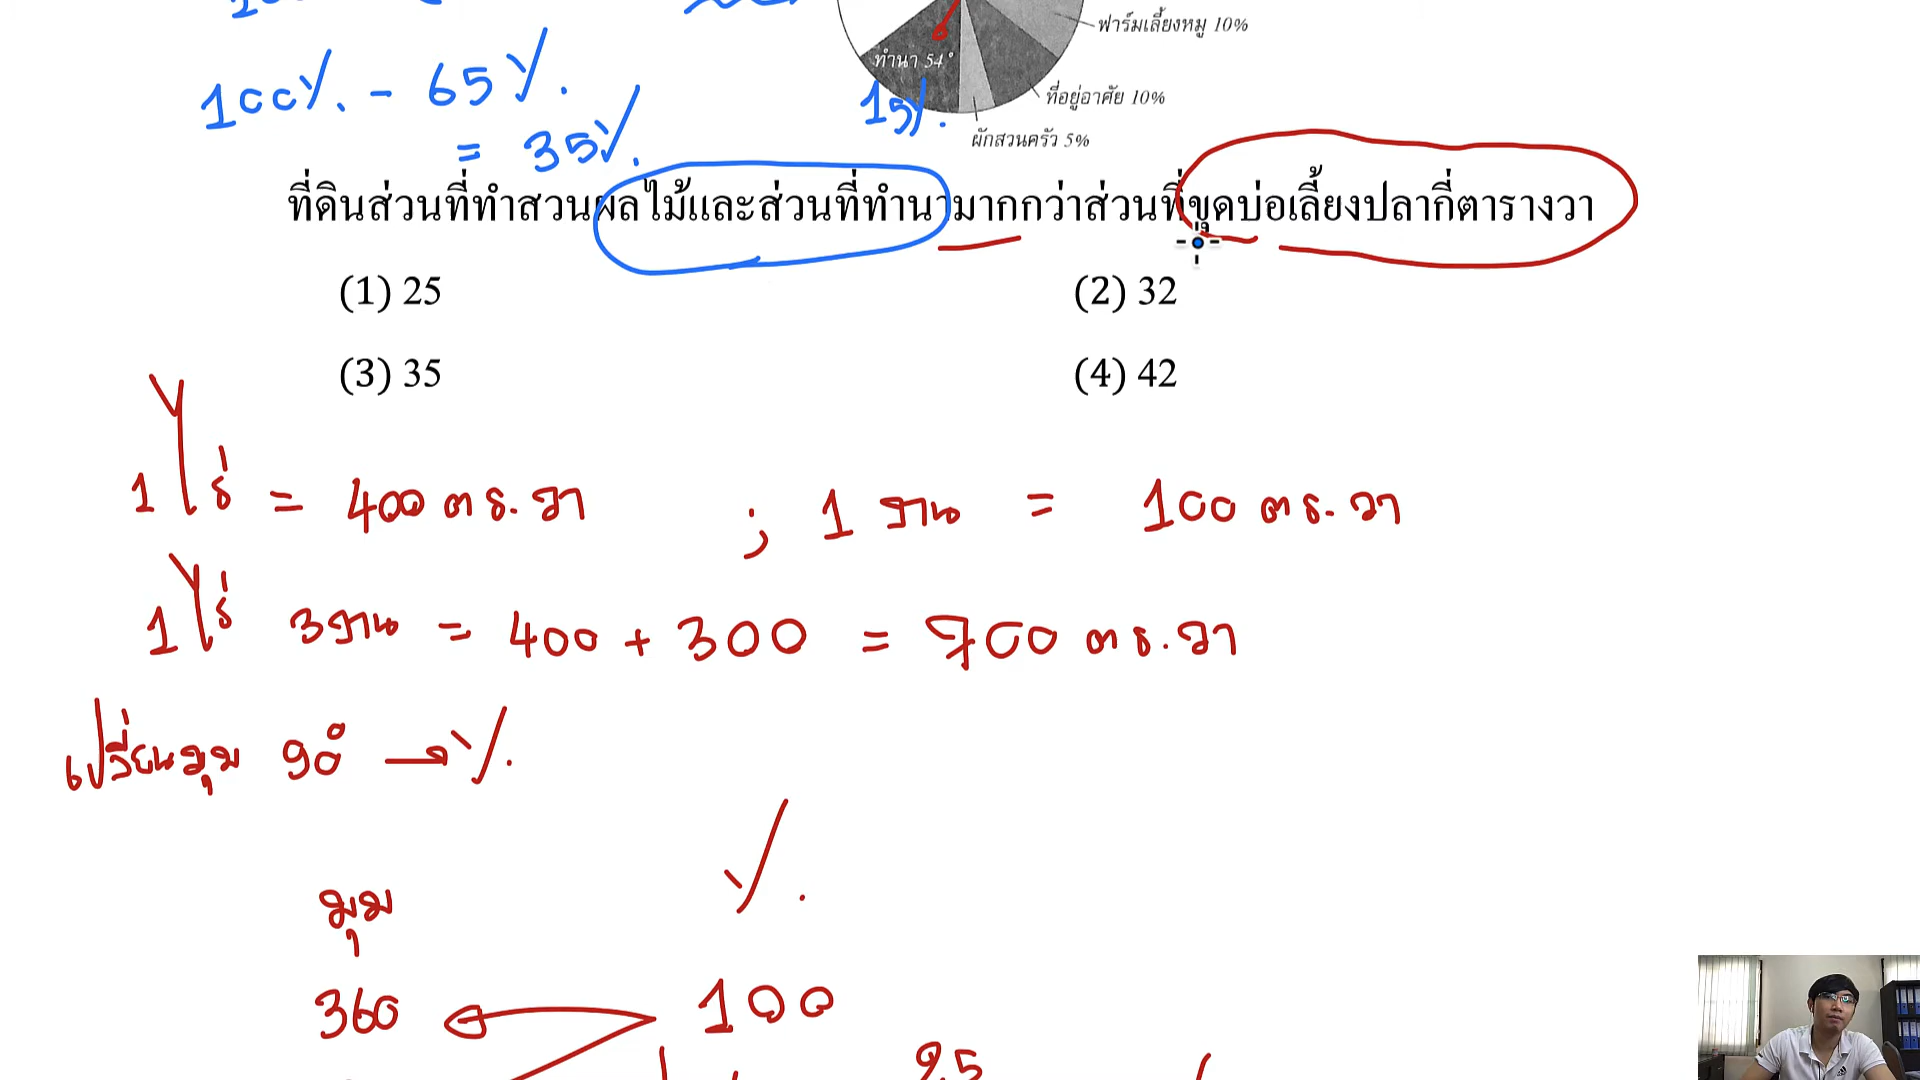 ฟาร์มเลี้ยงหมู 10%
ทำนา 54°
100% - 65%
ที่อยู่อาศัย 10%
15%
= 35%
ผักสวนครัว 5%
ที่ดินส่วนที่ทำสวนผลไม้และส่วนที่ทำนามากกว่าส่วนที่ขุดบ่อเลี้ยงปลากี่ตารางวา
(1) 25 (2) 32
(3) 35 (4) 42
1 ไร่ = 400 ตร.วา ; 1 งาน = 100 ตร.วา
1 ไร่ 3 งาน = 400 + 300 = 700 ตร.วา
เปลี่ยนมุม 90° → %
มุม %
360 100
25